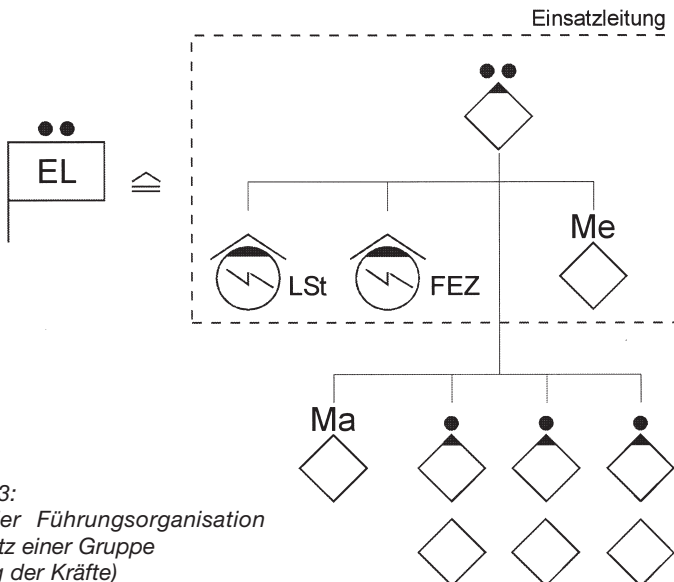 Einsatzleitung
EL
Me
LSt
FEZ
Ma
3:
er Führungsorganisation
tz einer Gruppe
der Kräfte)